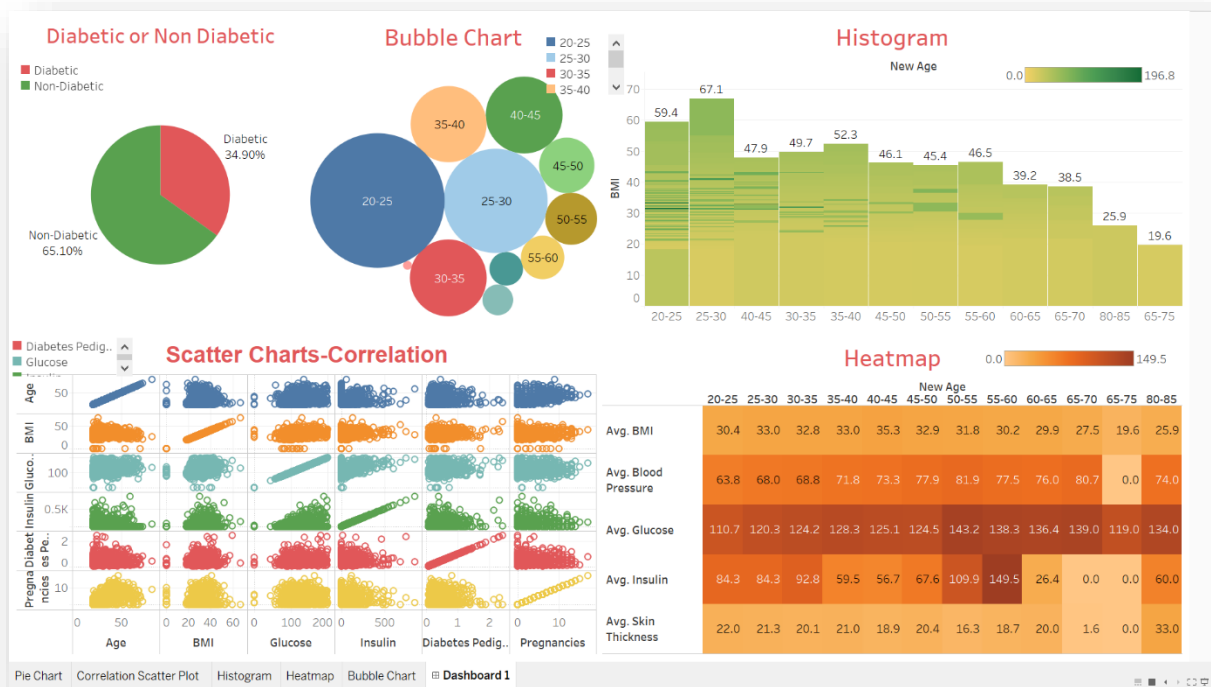 Diabetic or Non Diabetic
Diabetic
Non-Diabetic
Diabetic
34.90%
Non-Diabetic
65.10%
Bubble Chart
20-25
25-30
30-35
35-40
35-40
40-45
45-50
20-25
25-30
50-55
55-60
30-35
Histogram
New Age
0.0 196.8
BMI
70
60
50
40
30
20
10
0
59.4 67.1 47.9 49.7 52.3 46.1 45.4 46.5 39.2 38.5 25.9 19.6
20-25 25-30 40-45 30-35 35-40 45-50 50-55 55-60 60-65 65-70 80-85 65-75
Diabetes Pedig..
Glucose
Scatter Charts-Correlation
Age 50
BMI 50 0
Gluco.. 100
Insulin 0.5K
Diabet
es Pe.. 2 0
Pregna
ncies 10
0 50 0 20 40 60 0 100 200 0 500 0 1 2 0 10
Age BMI Glucose Insulin Diabetes Pedig.. Pregnancies
Heatmap
0.0 149.5
New Age
20-25 25-30 30-35 35-40 40-45 45-50 50-55 55-60 60-65 65-70 65-75 80-85
Avg. BMI 30.4 33.0 32.8 33.0 35.3 32.9 31.8 30.2 29.9 27.5 19.6 25.9
Avg. Blood
Pressure 63.8 68.0 68.8 71.8 73.3 77.9 81.9 77.5 76.0 80.7 0.0 74.0
Avg. Glucose 110.7 120.3 124.2 128.3 125.1 124.5 143.2 138.3 136.4 139.0 119.0 134.0
Avg. Insulin 84.3 84.3 92.8 59.5 56.7 67.6 109.9 149.5 26.4 0.0 0.0 60.0
Avg. Skin
Thickness 22.0 21.3 20.1 21.0 18.9 20.4 16.3 18.7 20.0 1.6 0.0 33.0
Pie Chart Correlation Scatter Plot Histogram Heatmap Bubble Chart Dashboard 1